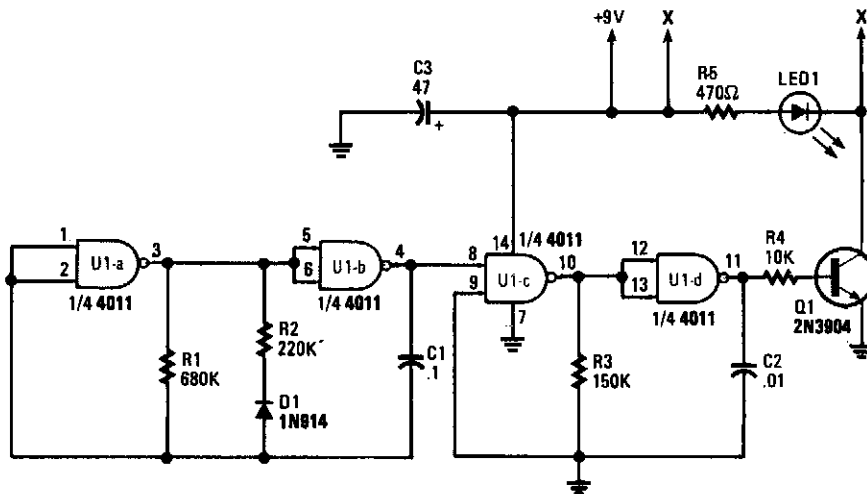 +9V
X
X
C3
47
+
R5
470Ω
LED1
1
2
3
U1-a
1/4 4011
5
6
4
U1-b
1/4 4011
14
1/4 4011
8
9
10
U1-c
7
12
13
11
U1-d
1/4 4011
R4
10K
Q1
2N3904
R1
680K
R2
220K
D1
1N914
C1
.1
R3
150K
C2
.01